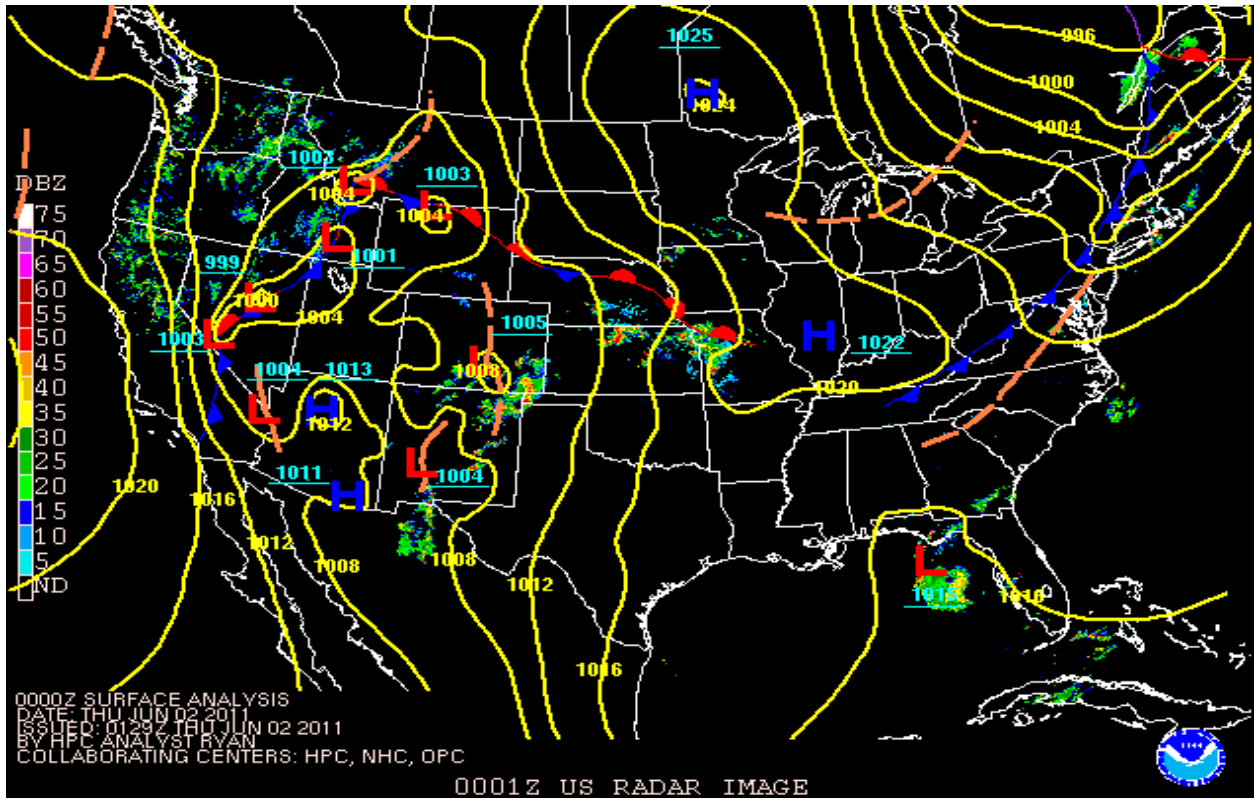 1025
996
H
1024
1000
1004
DBZ
75
70
65
60
55
50
45
40
35
30
25
20
15
10
5
ND
1003
L
1004
1003
L
1004
L
1001
999
L
1000
1004
1003
L
1005
L
1008
H
1022
1020
1004
1013
L
H
1012
1011
H
L
1004
1020
1016
1012
1008
1008
1012
1016
L
0000Z SURFACE ANALYSIS
DATE: THU JUN 02 2011
ISSUED: 0129Z THU JUN 02 2011
BY HPC ANALYST RYAN
COLLABORATING CENTERS: HPC, NHC, OPC
0001Z US RADAR IMAGE